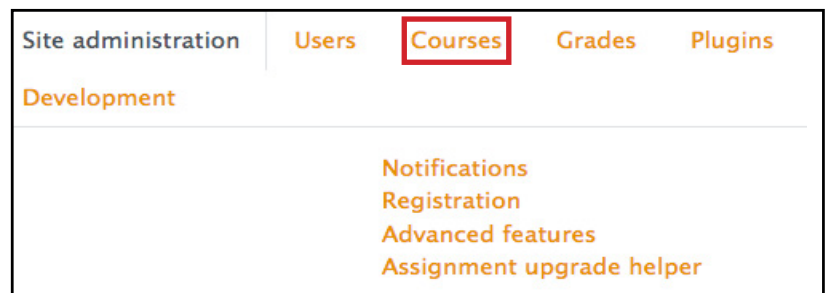 Site administration Users Courses Grades Plugins
Development
Notifications
Registration
Advanced features
Assignment upgrade helper